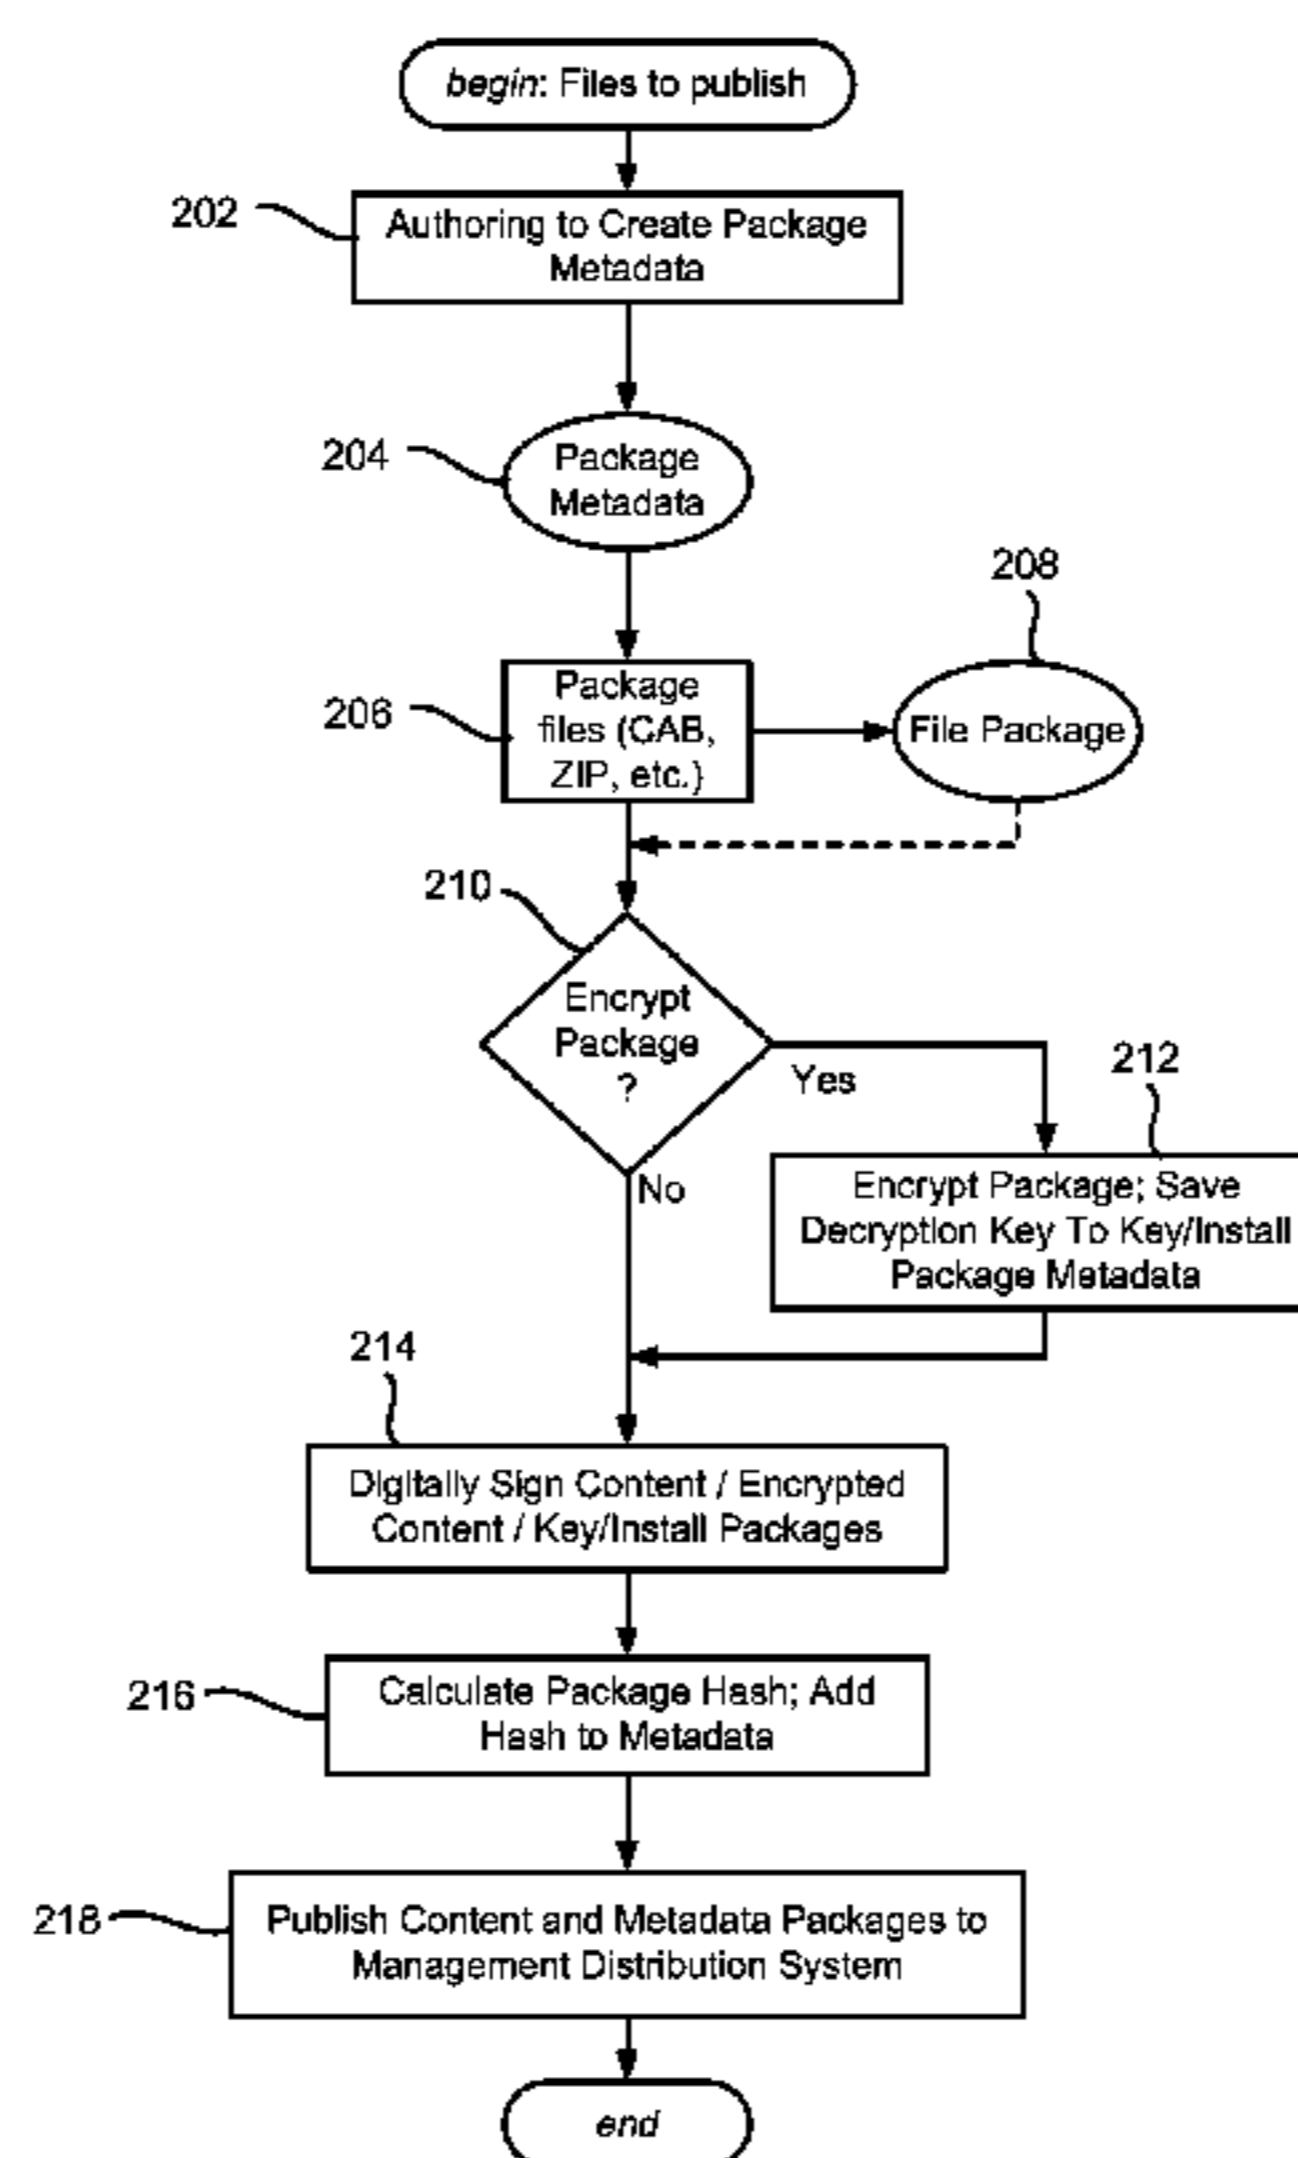 begin: Files to publish
202
Authoring to Create Package
Metadata
204
Package
Metadata
208
206
Package
files (CAB,
ZIP, etc.)
File Package
210
Encrypt
Package
?
Yes
212
No
Encrypt Package; Save
Decryption Key To Key/Install
Package Metadata
214
Digitally Sign Content / Encrypted
Content / Key/Install Packages
216
Calculate Package Hash; Add
Hash to Metadata
218
Publish Content and Metadata Packages to
Management Distribution System
end